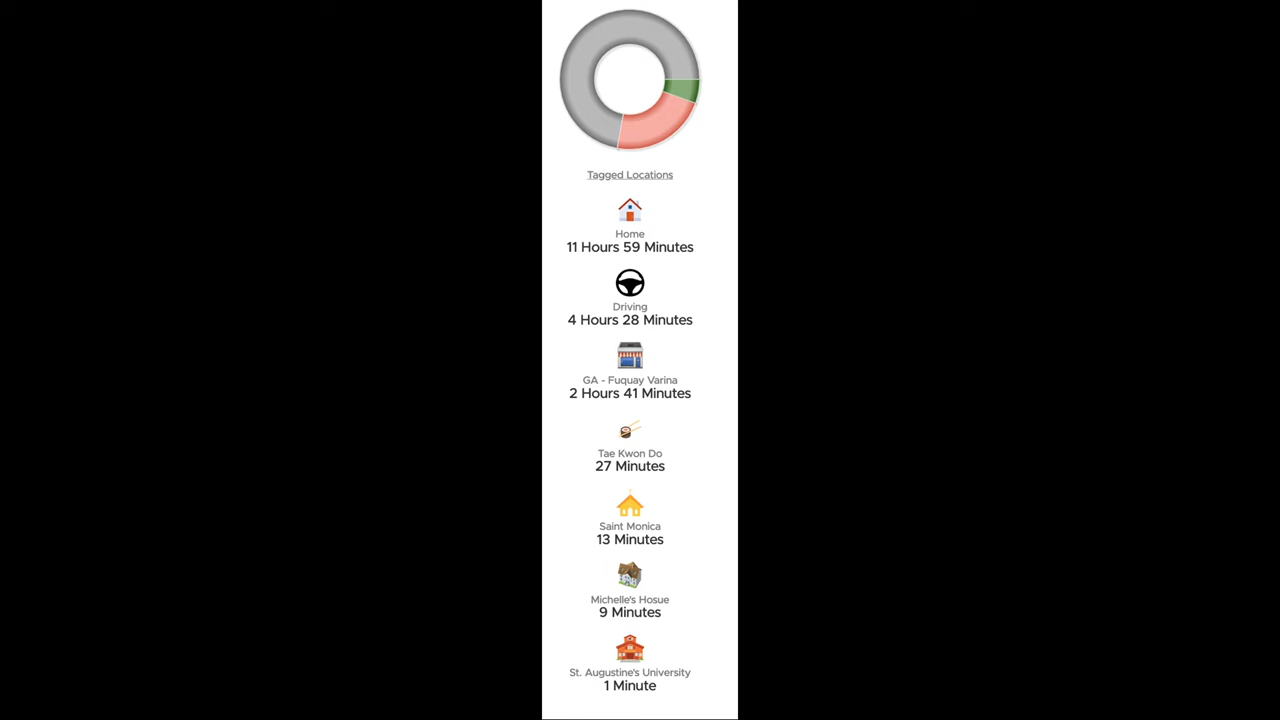 Tagged Locations
Home
11 Hours 59 Minutes
Driving
4 Hours 28 Minutes
GA - Fuquay Varina
2 Hours 41 Minutes
Tae Kwon Do
27 Minutes
Saint Monica
13 Minutes
Michelle's Hosue
9 Minutes
St. Augustine's University
1 Minute